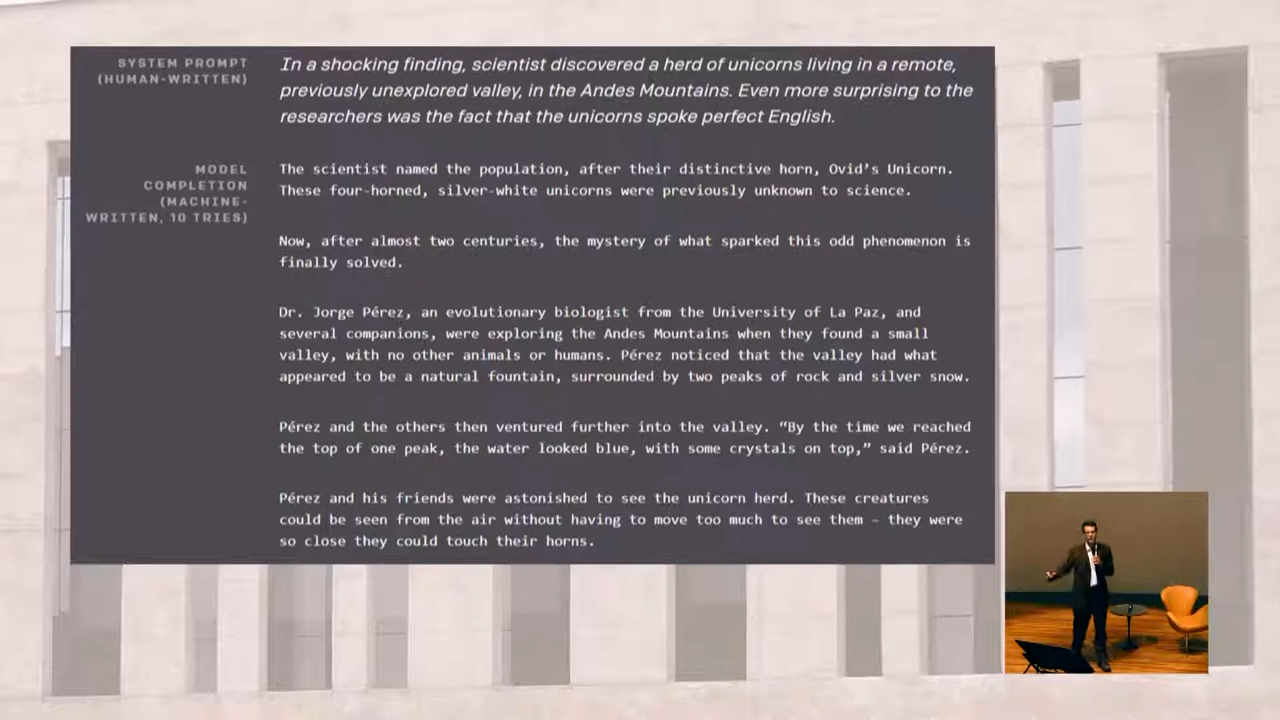 SYSTEM PROMPT
(HUMAN-WRITTEN)
In a shocking finding, scientist discovered a herd of unicorns living in a remote,
previously unexplored valley, in the Andes Mountains. Even more surprising to the
researchers was the fact that the unicorns spoke perfect English.
MODEL
COMPLETION
(MACHINE-
WRITTEN, 10 TRIES)
The scientist named the population, after their distinctive horn, Ovid’s Unicorn.
These four-horned, silver-white unicorns were previously unknown to science.
Now, after almost two centuries, the mystery of what sparked this odd phenomenon is
finally solved.
Dr. Jorge Pérez, an evolutionary biologist from the University of La Paz, and
several companions, were exploring the Andes Mountains when they found a small
valley, with no other animals or humans. Pérez noticed that the valley had what
appeared to be a natural fountain, surrounded by two peaks of rock and silver snow.
Pérez and the others then ventured further into the valley. “By the time we reached
the top of one peak, the water looked blue, with some crystals on top,” said Pérez.
Pérez and his friends were astonished to see the unicorn herd. These creatures
could be seen from the air without having to move too much to see them – they were
so close they could touch their horns.